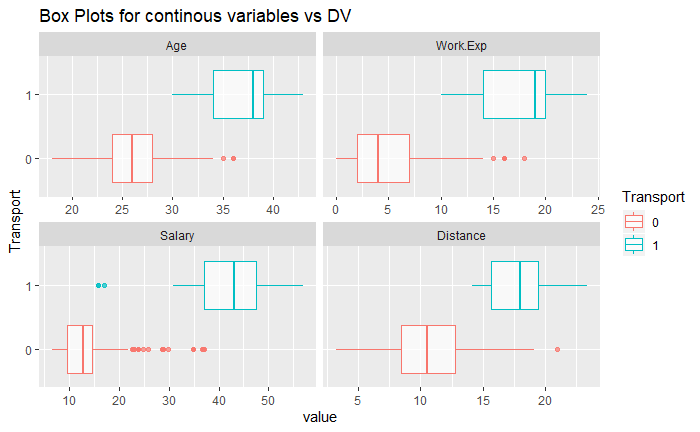 Box Plots for continous variables vs DV
Age
Work.Exp
1
0
20 30 40
0 5 10 15 20 25
Transport
Salary
Distance
1
0
10 20 30 40 50
5 10 15 20
value
Transport
0
1